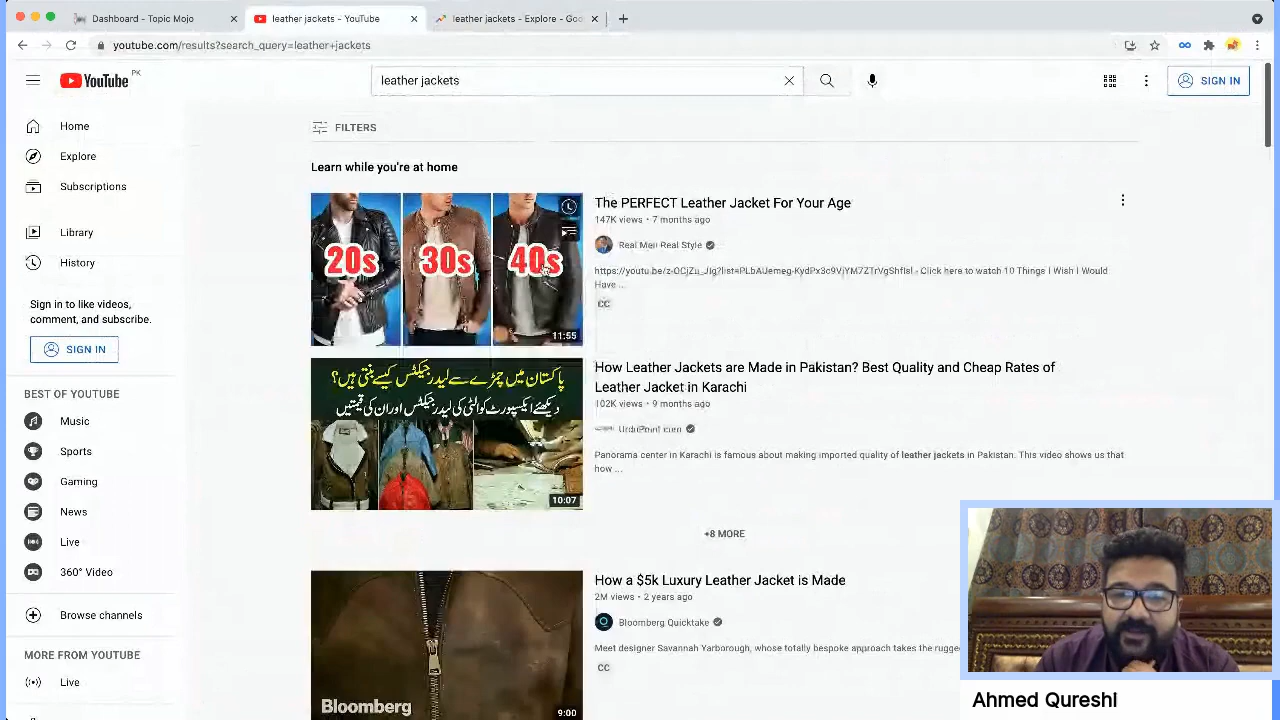 Dashboard - Topic Mojo
leather jackets - YouTube
leather jackets - Explore - Goo
youtube.com/results?search_query=leather+jackets
YouTube PK
leather jackets
SIGN IN
Home
Explore
Subscriptions
Library
History
Sign in to like videos,
comment, and subscribe.
SIGN IN
BEST OF YOUTUBE
Music
Sports
Gaming
News
Live
360° Video
Browse channels
MORE FROM YOUTUBE
Live
FILTERS
Learn while you're at home
20s 30s 40s
11:55
The PERFECT Leather Jacket For Your Age
147K views • 7 months ago
Real Men Real Style
Click here to watch 10 Things I Wish I Would
Have ...
CC
پاکستان میں چمڑے سے لیدر جیکٹس کیسے بنتی ہیں؟
دیکھئے ایکسپورٹ کوالٹی کی لیدر جیکٹس اور ان کی قیمتیں
10:07
How Leather Jackets are Made in Pakistan? Best Quality and Cheap Rates of
Leather Jacket in Karachi
102K views • 9 months ago
UrduPoint.com
Panorama center in Karachi is famous about making imported quality of leather jackets in Pakistan. This video shows us that
how ...
+8 MORE
Bloomberg
9:00
How a $5k Luxury Leather Jacket is Made
2M views • 2 years ago
Bloomberg Quicktake
Meet designer Savannah Yarborough, whose totally bespoke approach takes the rugged
CC
Ahmed Qureshi